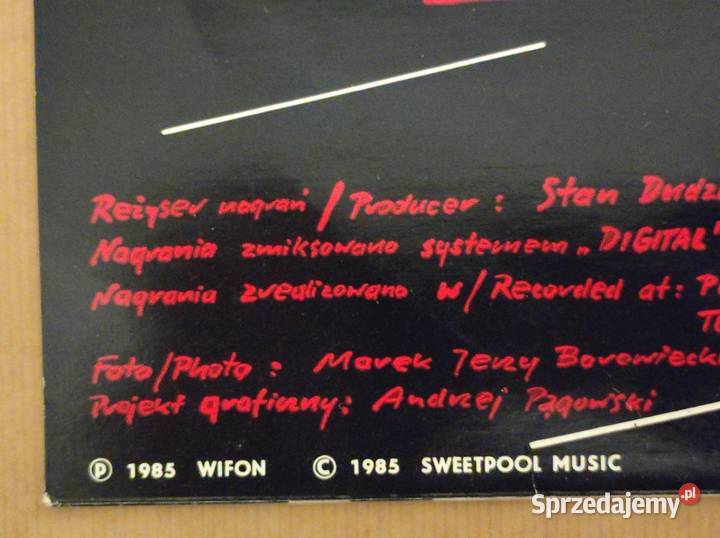 Reżyser nagrań / Producer : Stan
Nagrania zmiksowano systemem „DIGITAL"
Nagrania zrealizowano w / Recorded at :
Foto / Photo : Marek Jerzy Borowiecki
Projekt graficzny : Andrzej Pągowski
Ⓟ 1985 WIFON © 1985 SWEETPOOL MUSIC
Sprzedajemy.pl